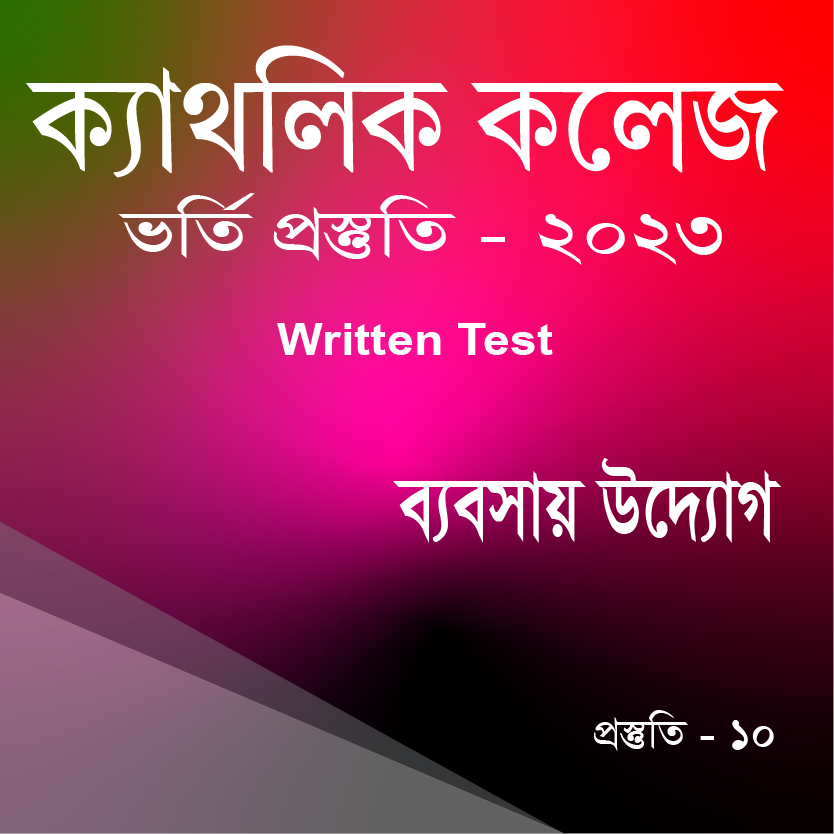 ক্যাথলিক কলেজ
ভর্তি প্রস্তুতি - ২০২৩
Written Test
ব্যবসায় উদ্যোগ
প্রস্তুতি - ১০